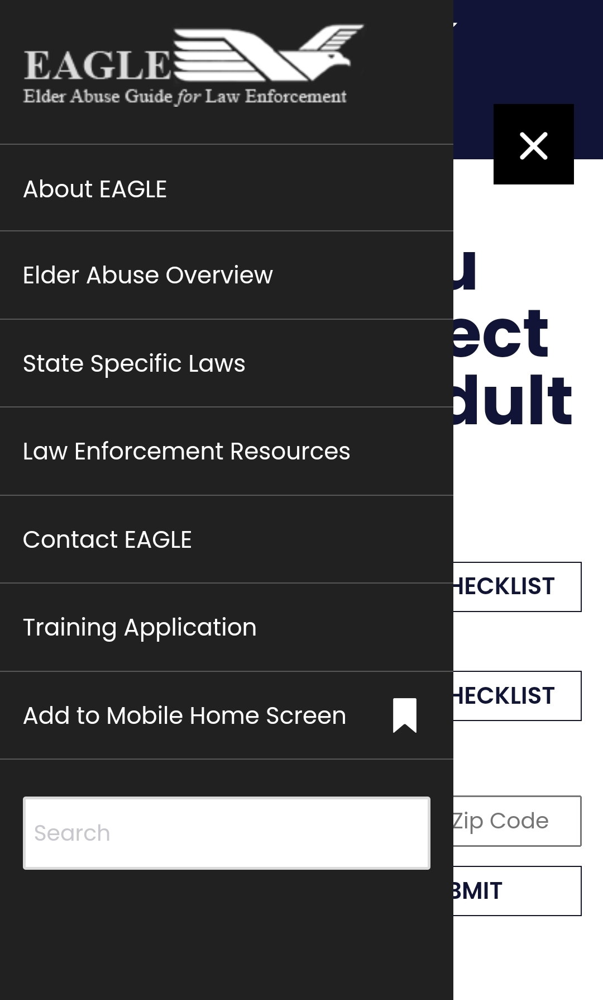 EAGLE
Elder Abuse Guide for Law Enforcement
About EAGLE
Elder Abuse Overview
State Specific Laws
Law Enforcement Resources
Contact EAGLE
Training Application
Add to Mobile Home Screen
Search
u
ect
dult
HECKLIST
HECKLIST
Zip Code
BMIT